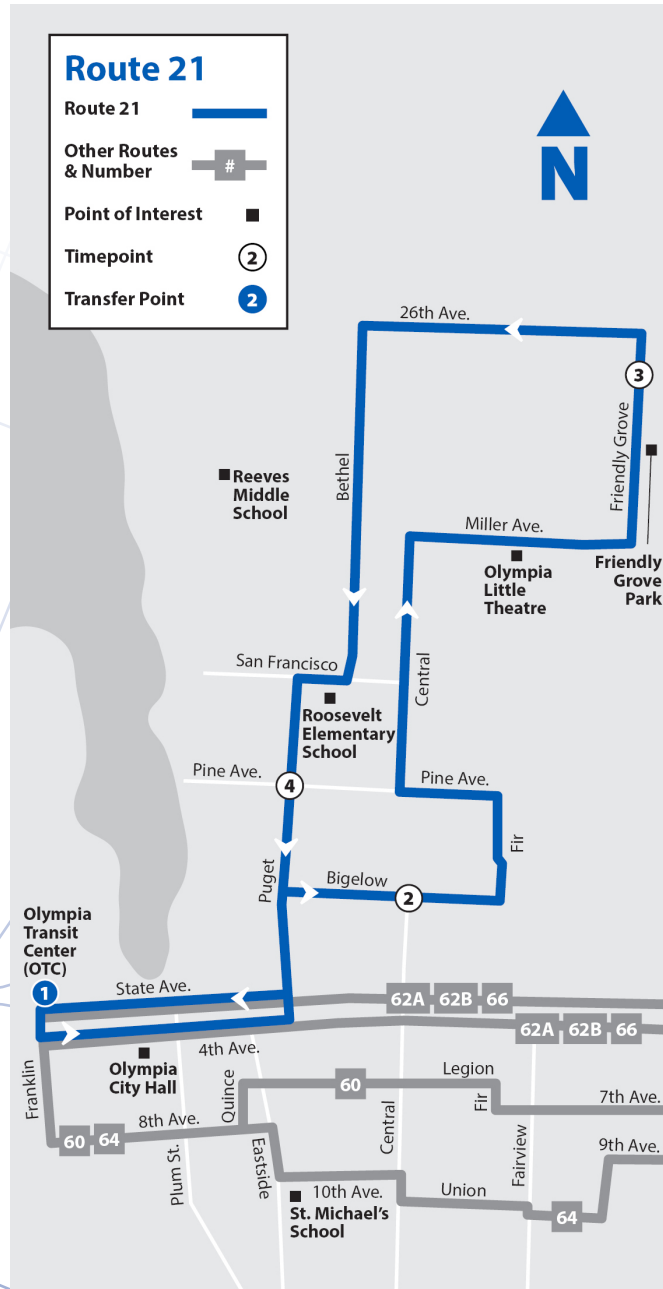 Route 21
Route 21
Other Routes
& Number
#
Point of Interest
Timepoint
2
Transfer Point
2
N
26th Ave.
3
Friendly Grove
Bethel
Reeves
Middle
School
Miller Ave.
Olympia
Little
Theatre
Friendly
Grove
Park
San Francisco
Central
Roosevelt
Elementary
School
Pine Ave.
4
Pine Ave.
Fir
Puget
Bigelow
2
Olympia
Transit
Center
(OTC)
1
State Ave.
62A
62B
66
4th Ave.
62A
62B
66
Olympia
City Hall
Franklin
Quince
60
Legion
Fir
7th Ave.
60
64
8th Ave.
Plum St.
Eastside
Central
Fairview
9th Ave.
10th Ave.
Union
64
St. Michael's
School